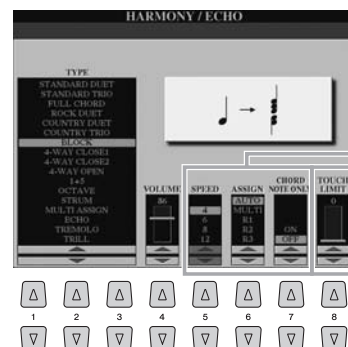 HARMONY / ECHO
TYPE
STANDARD DUET
STANDARD TRIO
FULL CHORD
ROCK DUET
COUNTRY DUET
COUNTRY TRIO
BLOCK
4-WAY CLOSE1
4-WAY CLOSE2
4-WAY OPEN
1+5
OCTAVE
STRUM
MULTI ASSIGN
ECHO
TREMOLO
TRILL
VOLUME
86
SPEED
4
6
8
12
ASSIGN
AUTO
MULTI
R1
R2
R3
CHORD
NOTE ONLY
ON
OFF
TOUCH
LIMIT
0
1 2 3 4 5 6 7 8